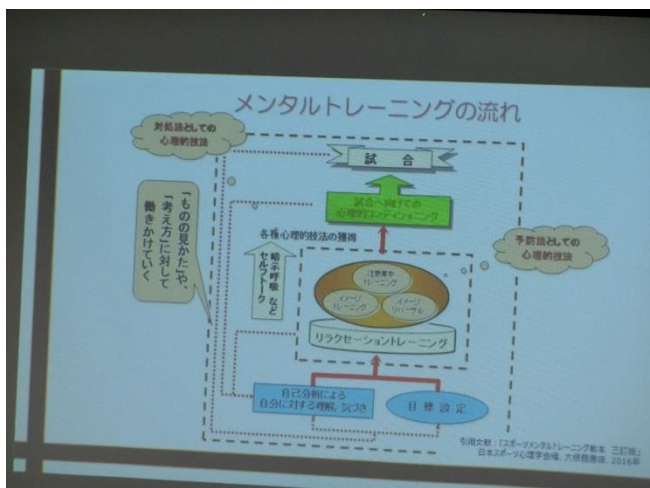 メンタルトレーニングの流れ
対処法としての
心理的技法
試合
試合へ向けての
心理的コンディショニング
「ものの見かた」や、
「考え方」に対して
働きかけていく
各種心理的技法の獲得
暗示呼吸 など
セルフトーク
予防法としての
心理的技法
注意集中
トレーニング
イメージ
トレーニング
イメージ
リハーサル
リラクセーショントレーニング
自己分析による
自分に対する理解、気づき
目標設定
引用文献:『スポーツメンタルトレーニング教本 三訂版』
日本スポーツ心理学会編、大修館書店、2016年